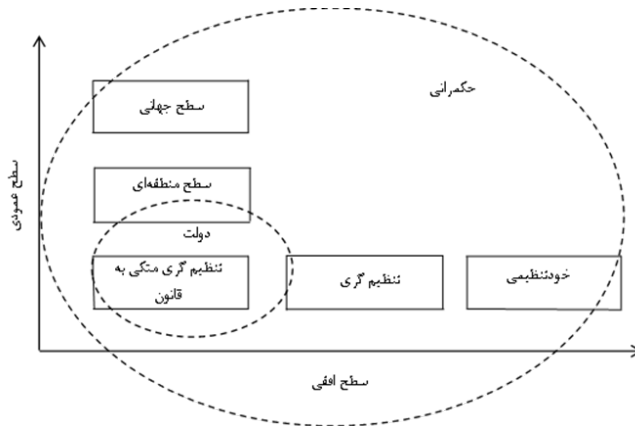 حکمرانی
سطح جهانی
سطح منطقه‌ای
دولت
تنظیم گری متکی به
قانون
تنظیم گری
خودتنظیمی
سطح عمودی
سطح افقی